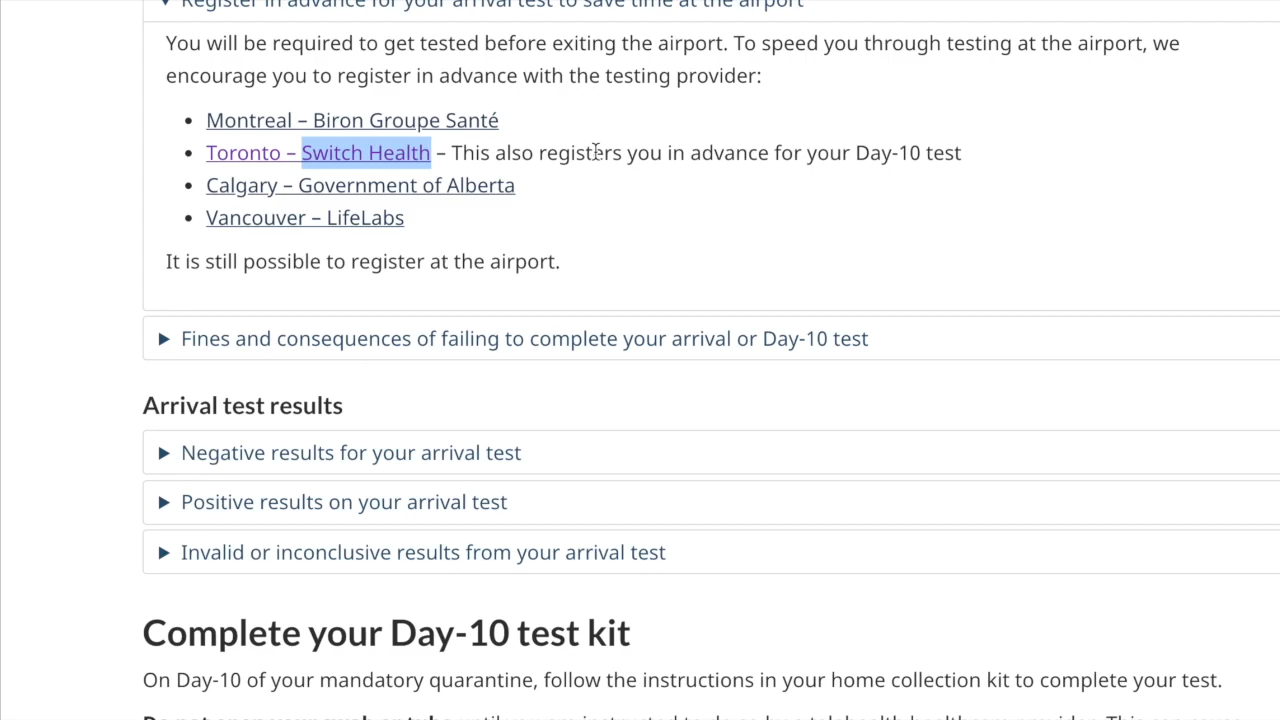 Register in advance for your arrival test to save time at the airport
You will be required to get tested before exiting the airport. To speed you through testing at the airport, we
encourage you to register in advance with the testing provider:
• Montreal – Biron Groupe Santé
• Toronto – Switch Health – This also registers you in advance for your Day-10 test
• Calgary – Government of Alberta
• Vancouver – LifeLabs
It is still possible to register at the airport.
Fines and consequences of failing to complete your arrival or Day-10 test
Arrival test results
Negative results for your arrival test
Positive results on your arrival test
Invalid or inconclusive results from your arrival test
Complete your Day-10 test kit
On Day-10 of your mandatory quarantine, follow the instructions in your home collection kit to complete your test.